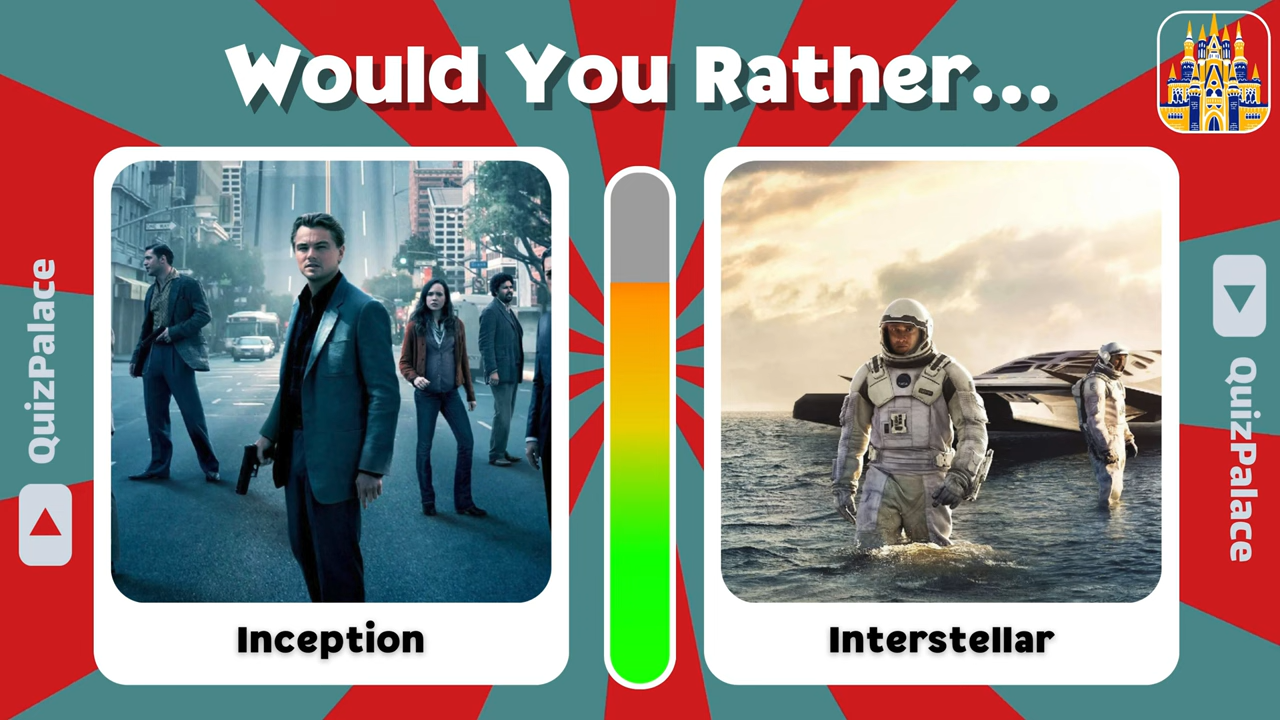 Would You Rather...
QuizPalace
Inception
Interstellar
QuizPalace